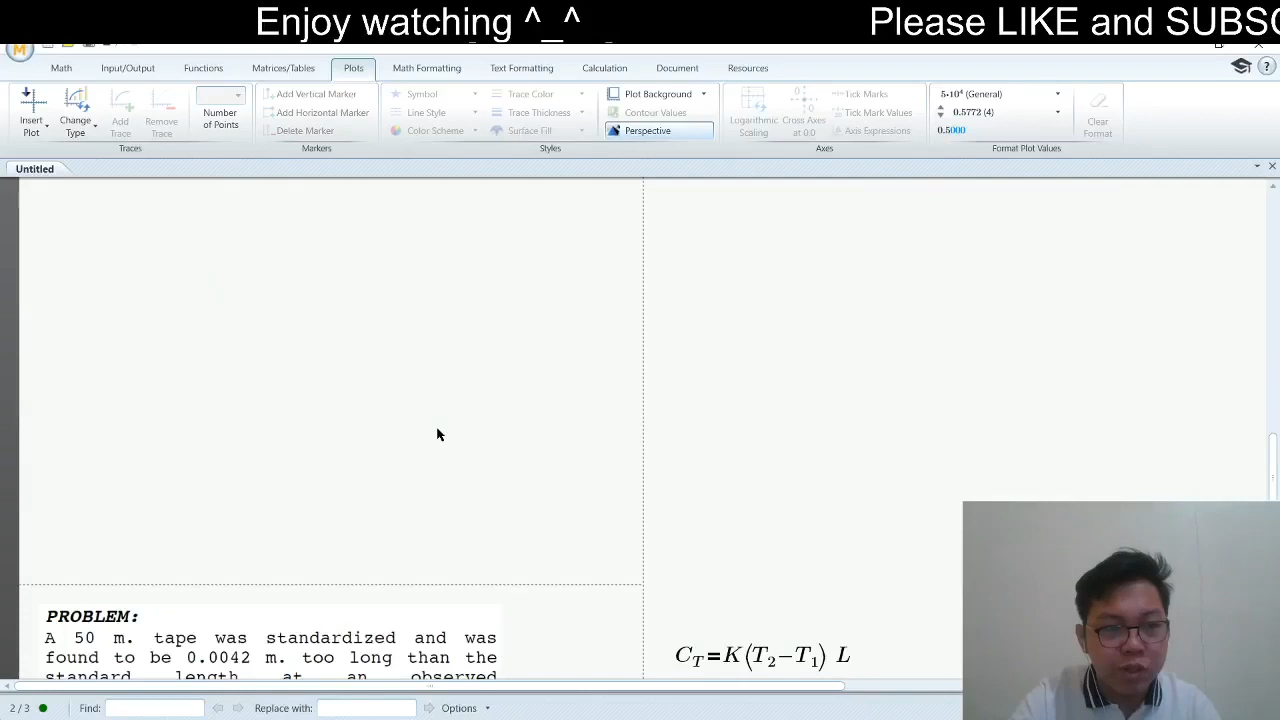 Enjoy watching ^_^
Please LIKE and SUBSC
Math Input/Output Functions Matrices/Tables Plots Math Formatting Text Formatting Calculation Document Resources
Insert Plot
Change Type
Add Trace
Remove Trace
Number of Points
Traces
Add Vertical Marker
Add Horizontal Marker
Delete Marker
Markers
Symbol
Line Style
Color Scheme
Trace Color
Trace Thickness
Surface Fill
Styles
Plot Background
Contour Values
Perspective
Logarithmic Scaling
Cross Axes at 0.0
Tick Marks
Tick Mark Values
Axis Expressions
Axes
5•10⁴ (General)
0.5772 (4)
0.5000
Clear Format
Format Plot Values
Untitled
PROBLEM:
A 50 m. tape was standardized and was
found to be 0.0042 m. too long than the
standard length at an observed
C_T=K(T_2−T_1) L
2 / 3 Find: Replace with: Options